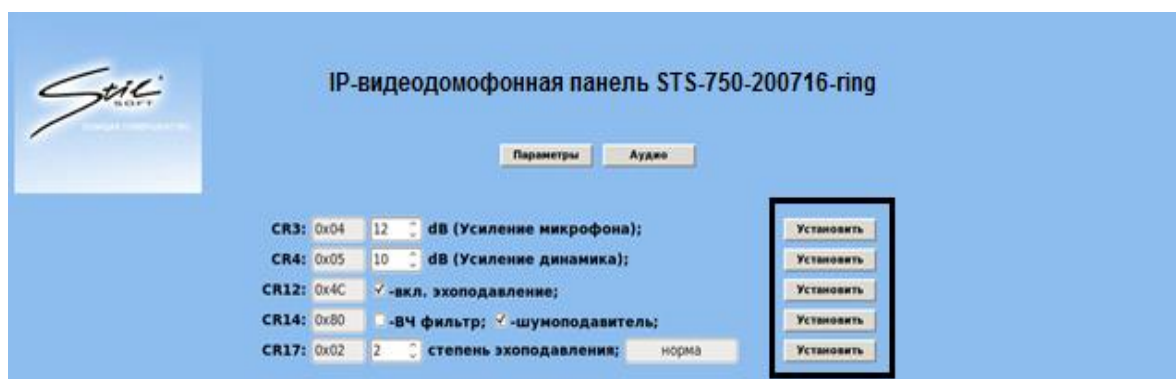 Stil
SOFT
IP-видеодомофонная панель STS-750-200716-ring
Параметры Аудио
CR3: 0x04 12 dB (Усиление микрофона); Установить
CR4: 0x05 10 dB (Усиление динамика); Установить
CR12: 0x4C -вкл. эхоподавление; Установить
CR14: 0x80 -ВЧ фильтр; -шумоподавитель; Установить
CR17: 0x02 2 степень эхоподавления; норма Установить